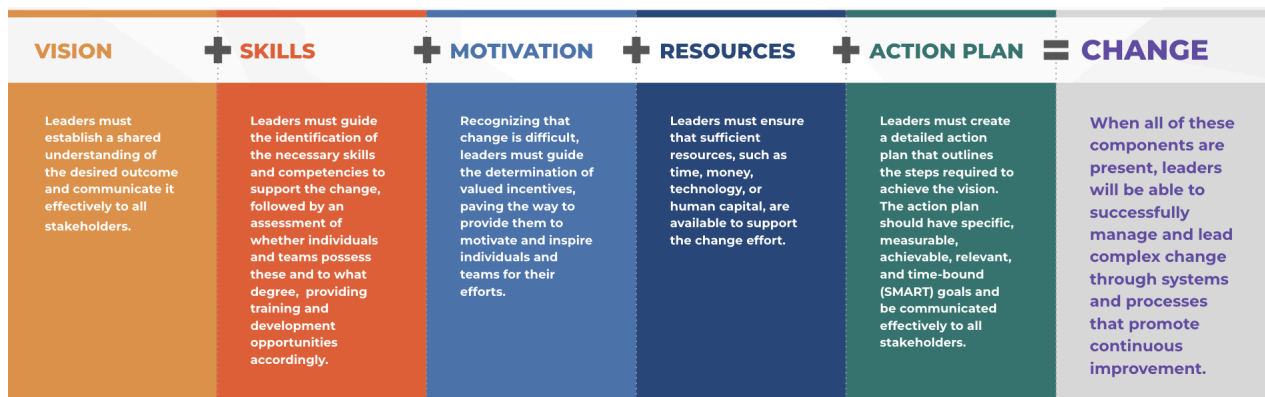 VISION + SKILLS + MOTIVATION + RESOURCES + ACTION PLAN = CHANGE
Leaders must
establish a shared
understanding of
the desired outcome
and communicate it
effectively to all
stakeholders.
Leaders must guide
the identification of
the necessary skills
and competencies to
support the change,
followed by an
assessment of
whether individuals
and teams possess
these and to what
degree, providing
training and
development
opportunities
accordingly.
Recognizing that
change is difficult,
leaders must guide
the determination of
valued incentives,
paving the way to
provide them to
motivate and inspire
individuals and
teams for their
efforts.
Leaders must ensure
that sufficient
resources, such as
time, money,
technology, or
human capital, are
available to support
the change effort.
Leaders must create
a detailed action
plan that outlines
the steps required to
achieve the vision.
The action plan
should have specific,
measurable,
achievable, relevant,
and time-bound
(SMART) goals and
be communicated
effectively to all
stakeholders.
When all of these
components are
present, leaders
will be able to
successfully
manage and lead
complex change
through systems
and processes
that promote
continuous
improvement.